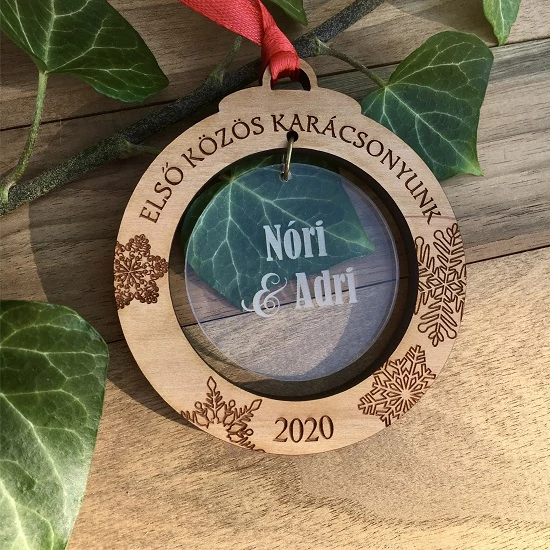 ELSŐ KÖZÖS KARÁCSONYUNK
Nóri
& Adri
2020